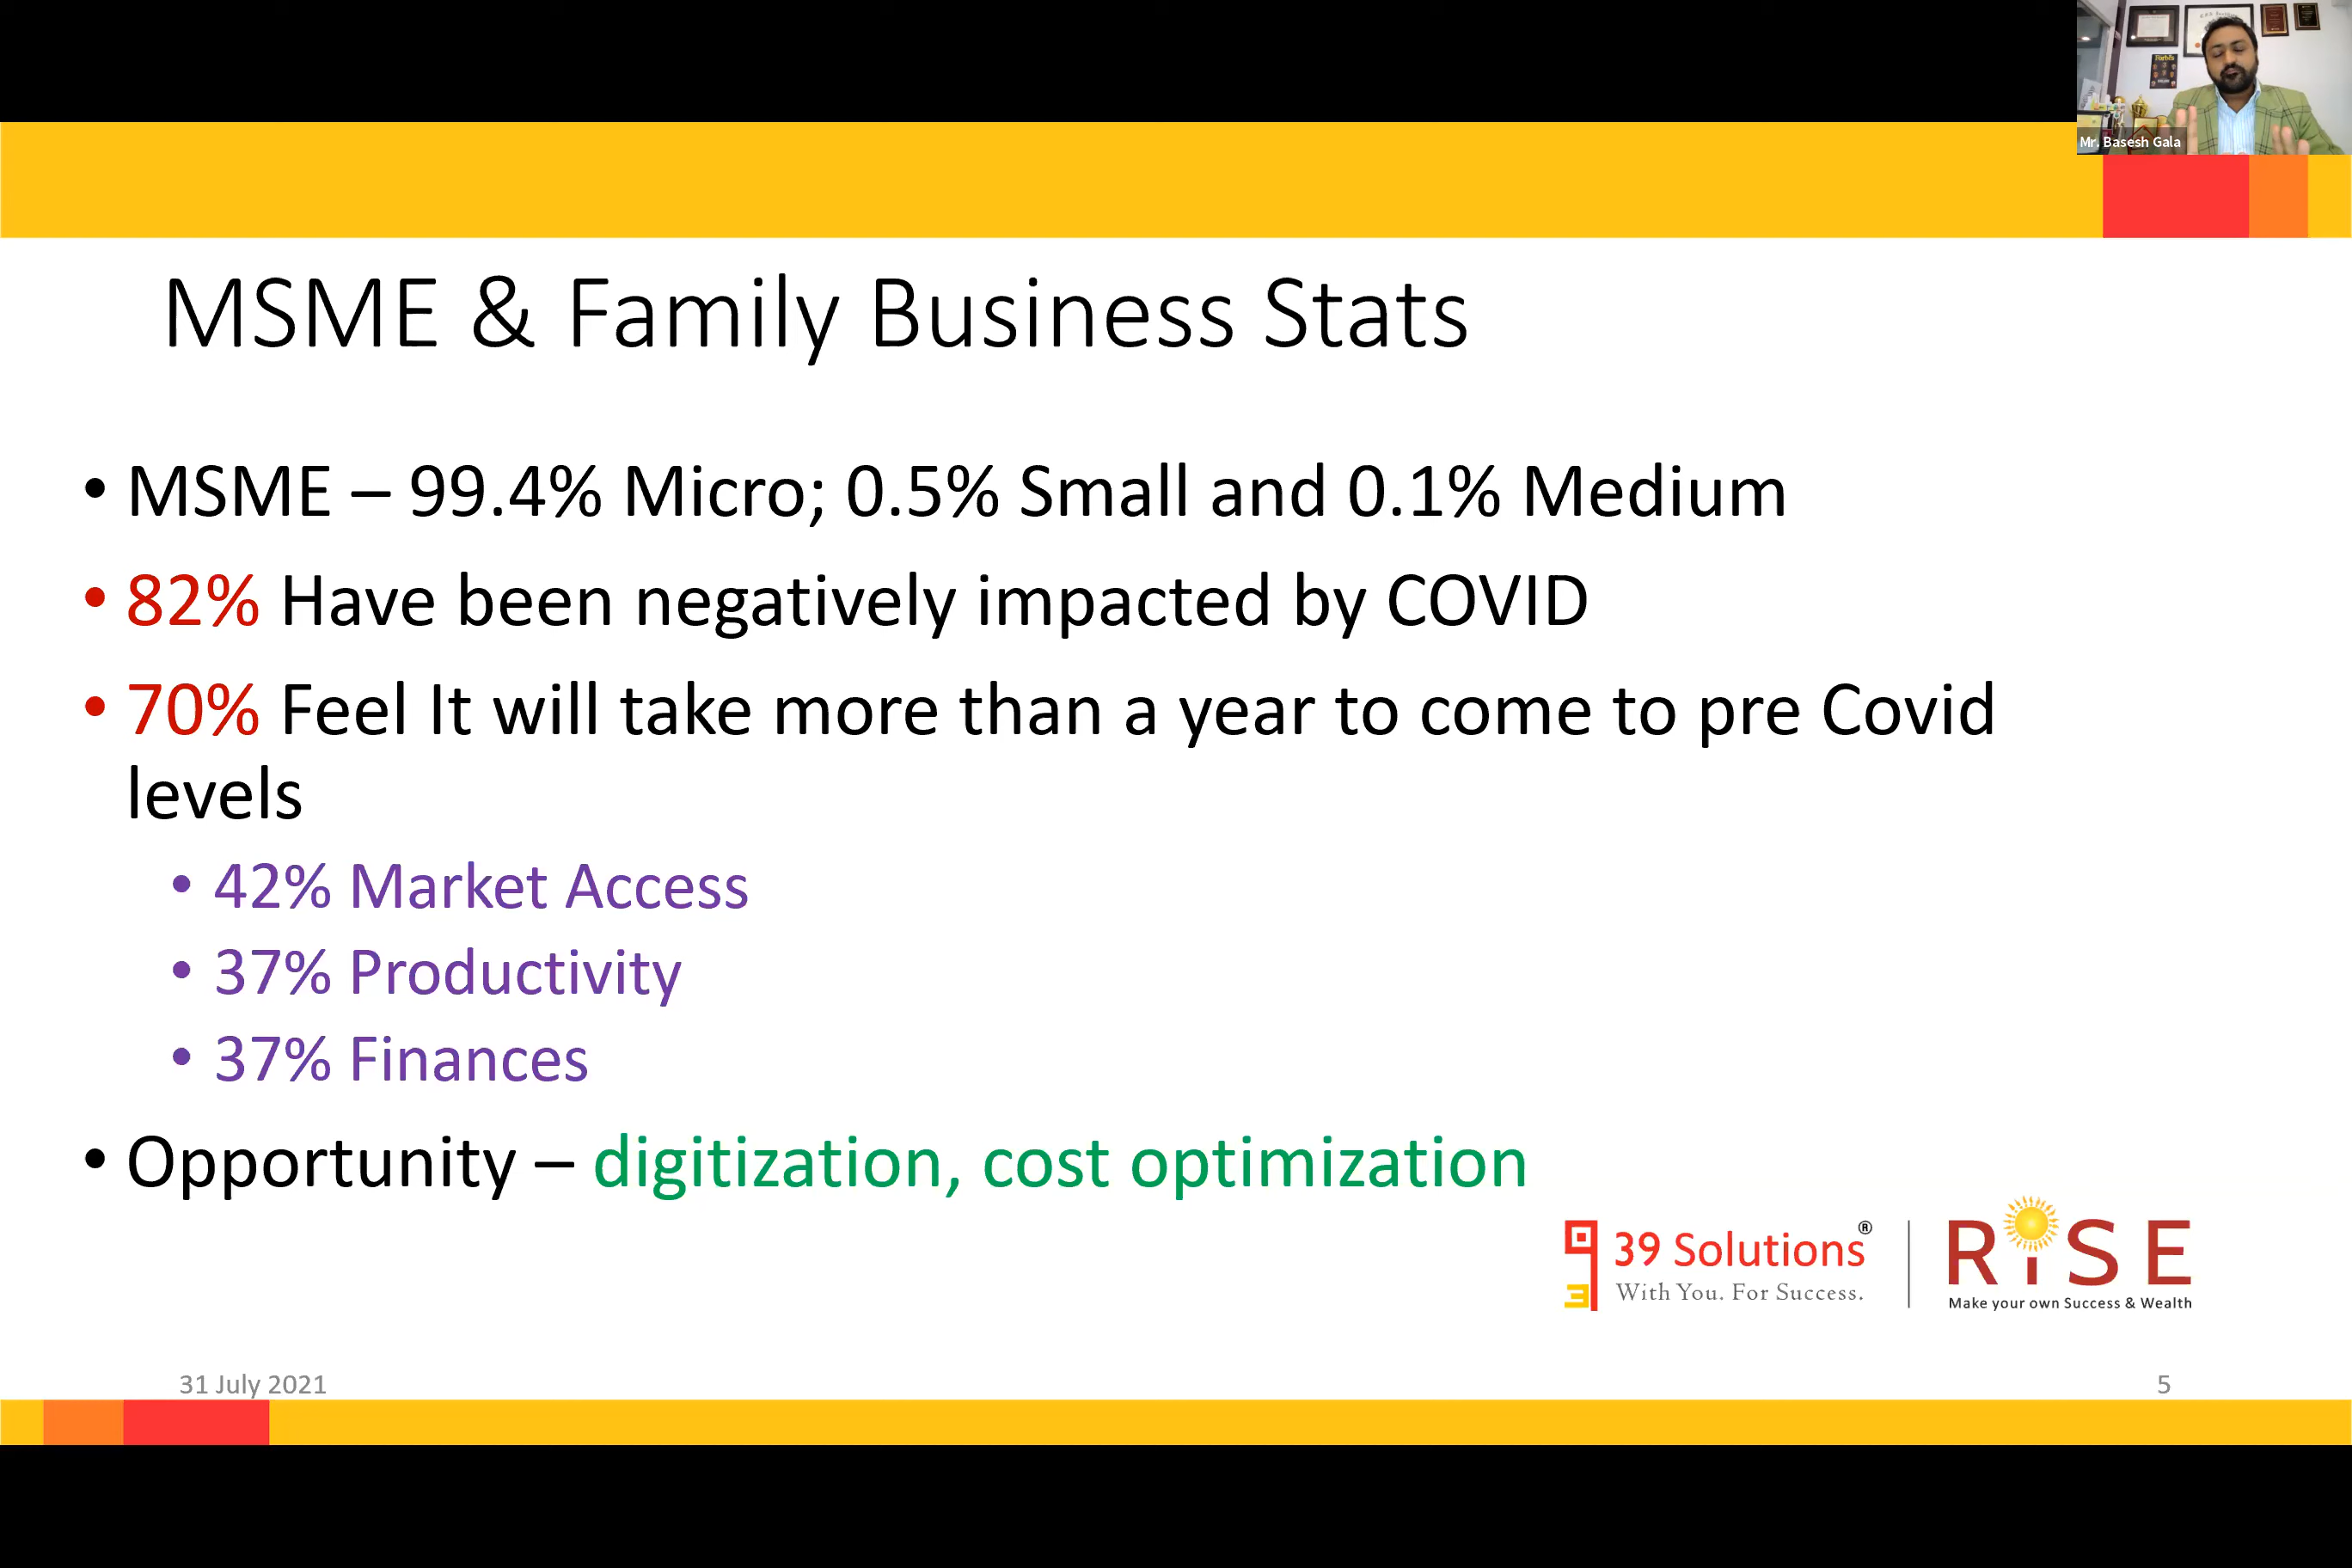 Forbes
Mr. Basesh Gala
MSME & Family Business Stats
• MSME – 99.4% Micro; 0.5% Small and 0.1% Medium
• 82% Have been negatively impacted by COVID
• 70% Feel It will take more than a year to come to pre Covid
levels
• 42% Market Access
• 37% Productivity
• 37% Finances
• Opportunity – digitization, cost optimization
39 Solutions®
With You. For Success.
RiSE
Make your own Success & Wealth
31 July 2021
5